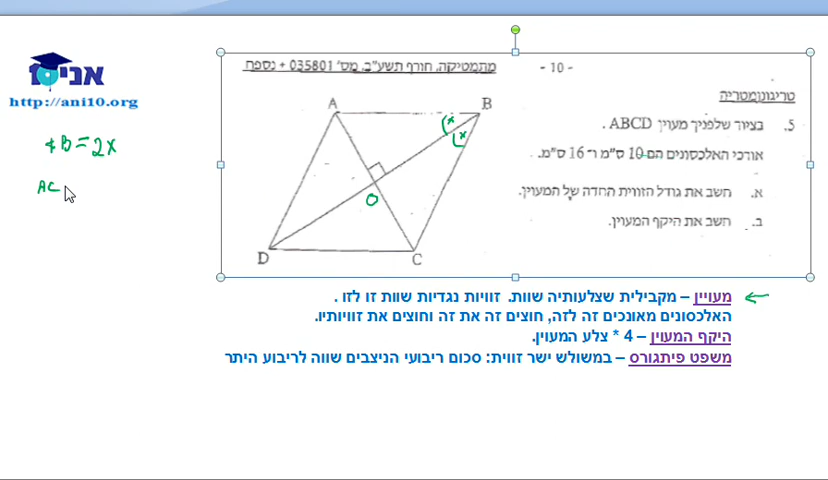 אני10
http://ani10.org
∢B=2x
AC
מתמטיקה, חורף תשע"ב, מס' 035801 + נספח
- 10 -
טריגונומטריה
5. בציור שלפניך מעוין ABCD .
אורכי האלכסונים הם 10 ס"מ ו־ 16 ס"מ.
א. חשב את גודל הזווית החדה של המעוין.
ב. חשב את היקף המעוין.
A
B
x
x
O
D
C
מעויין – מקבילית שצלעותיה שוות. זוויות נגדיות שוות זו לזו .
האלכסונים מאונכים זה לזה, חוצים זה את זה וחוצים את זוויותיו.
היקף המעוין – 4 * צלע המעוין.
משפט פיתגורס – במשולש ישר זווית: סכום ריבועי הניצבים שווה לריבוע היתר